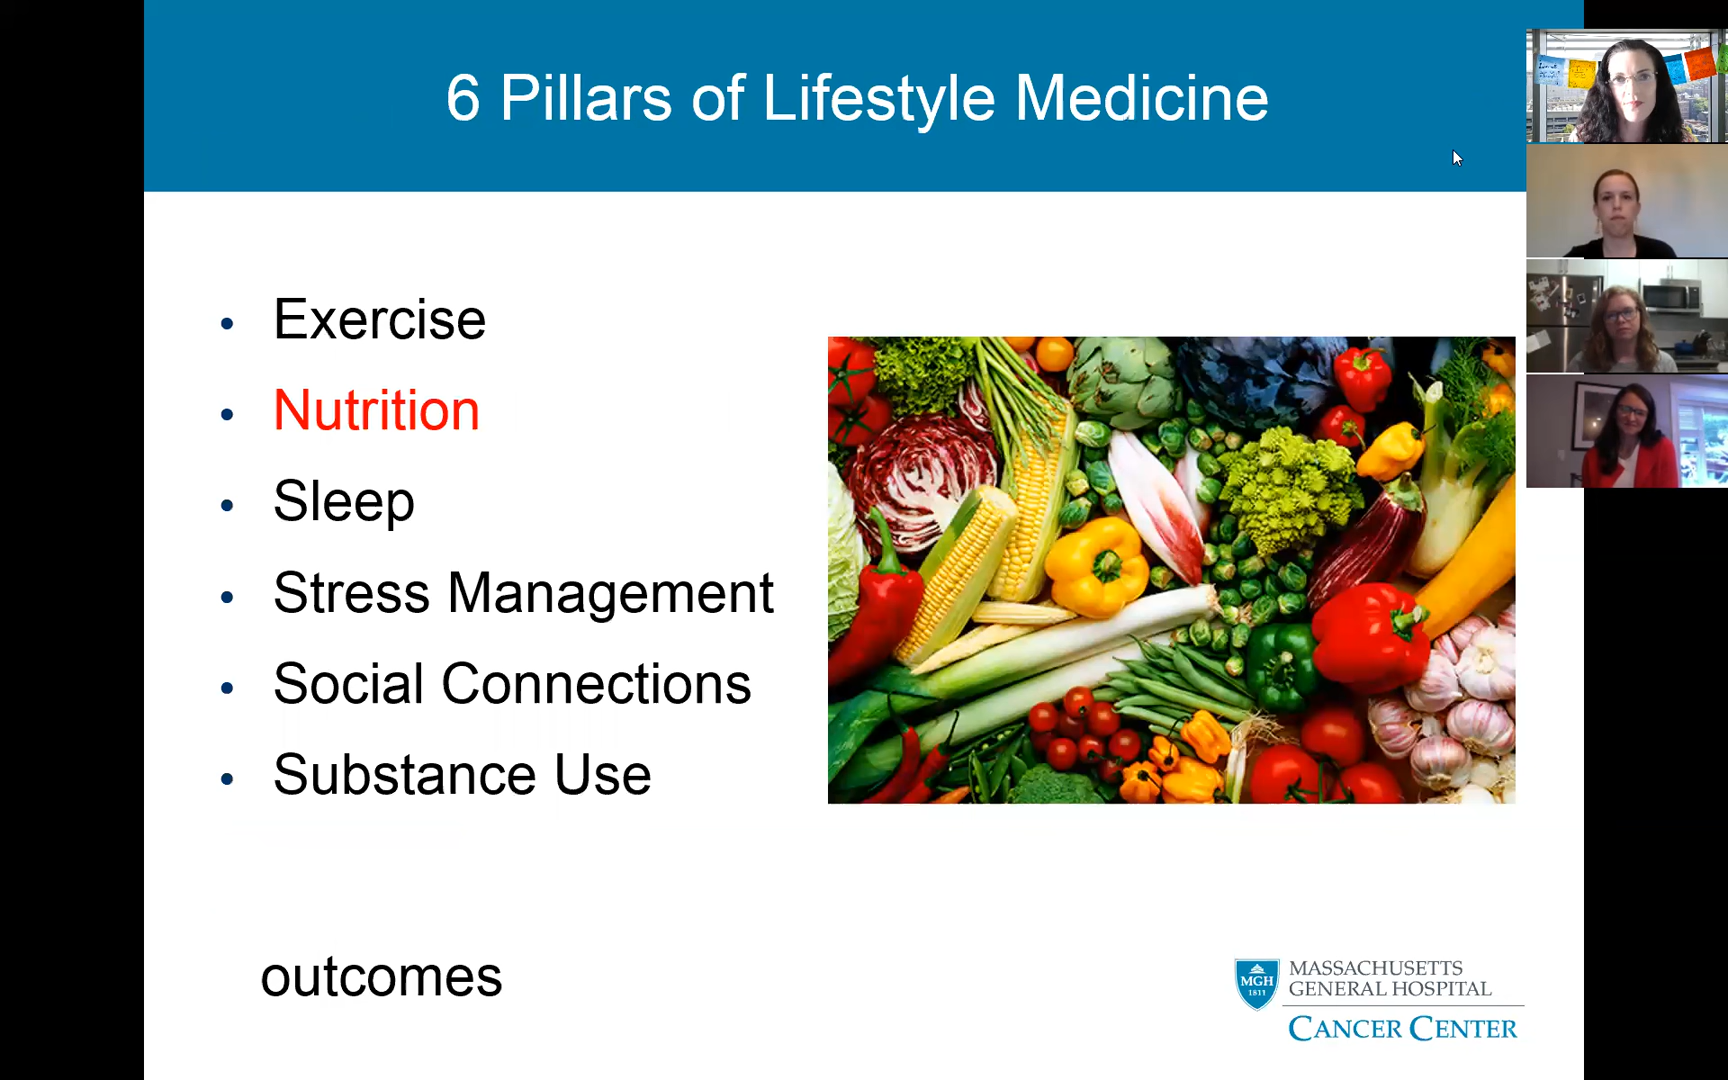 6 Pillars of Lifestyle Medicine
• Exercise
• Nutrition
• Sleep
• Stress Management
• Social Connections
• Substance Use
outcomes
MGH
1811
MASSACHUSETTS
GENERAL HOSPITAL
CANCER CENTER